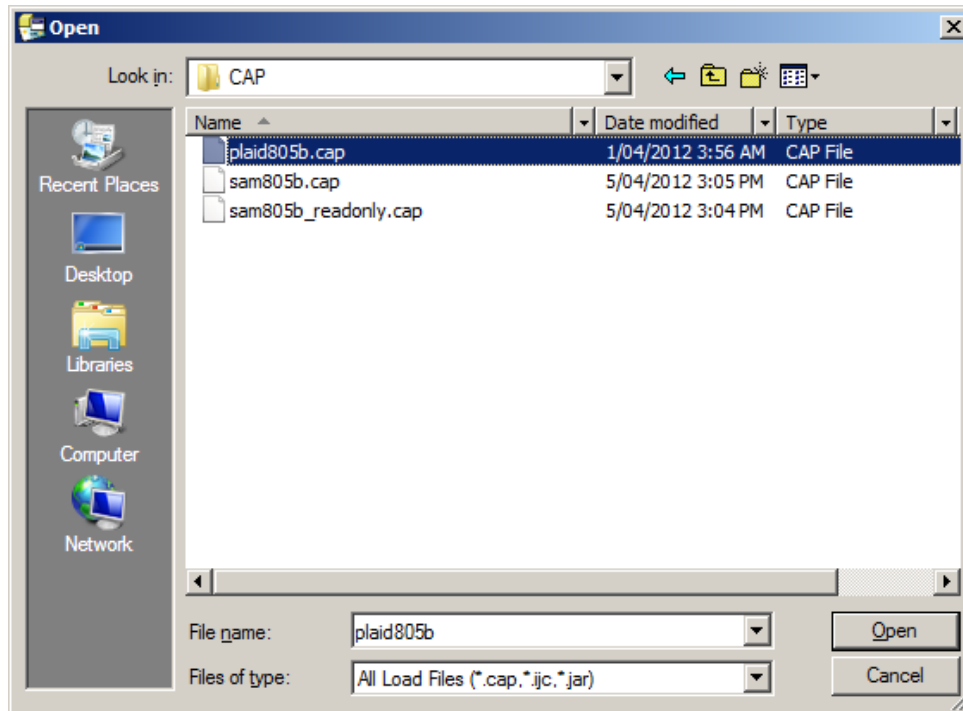 Open
Look in: CAP
Name Date modified Type
plaid805b.cap 1/04/2012 3:56 AM CAP File
sam805b.cap 5/04/2012 3:05 PM CAP File
sam805b_readonly.cap 5/04/2012 3:04 PM CAP File
Recent Places
Desktop
Libraries
Computer
Network
File name: plaid805b Open
Files of type: All Load Files (*.cap,*.ijc,*.jar) Cancel